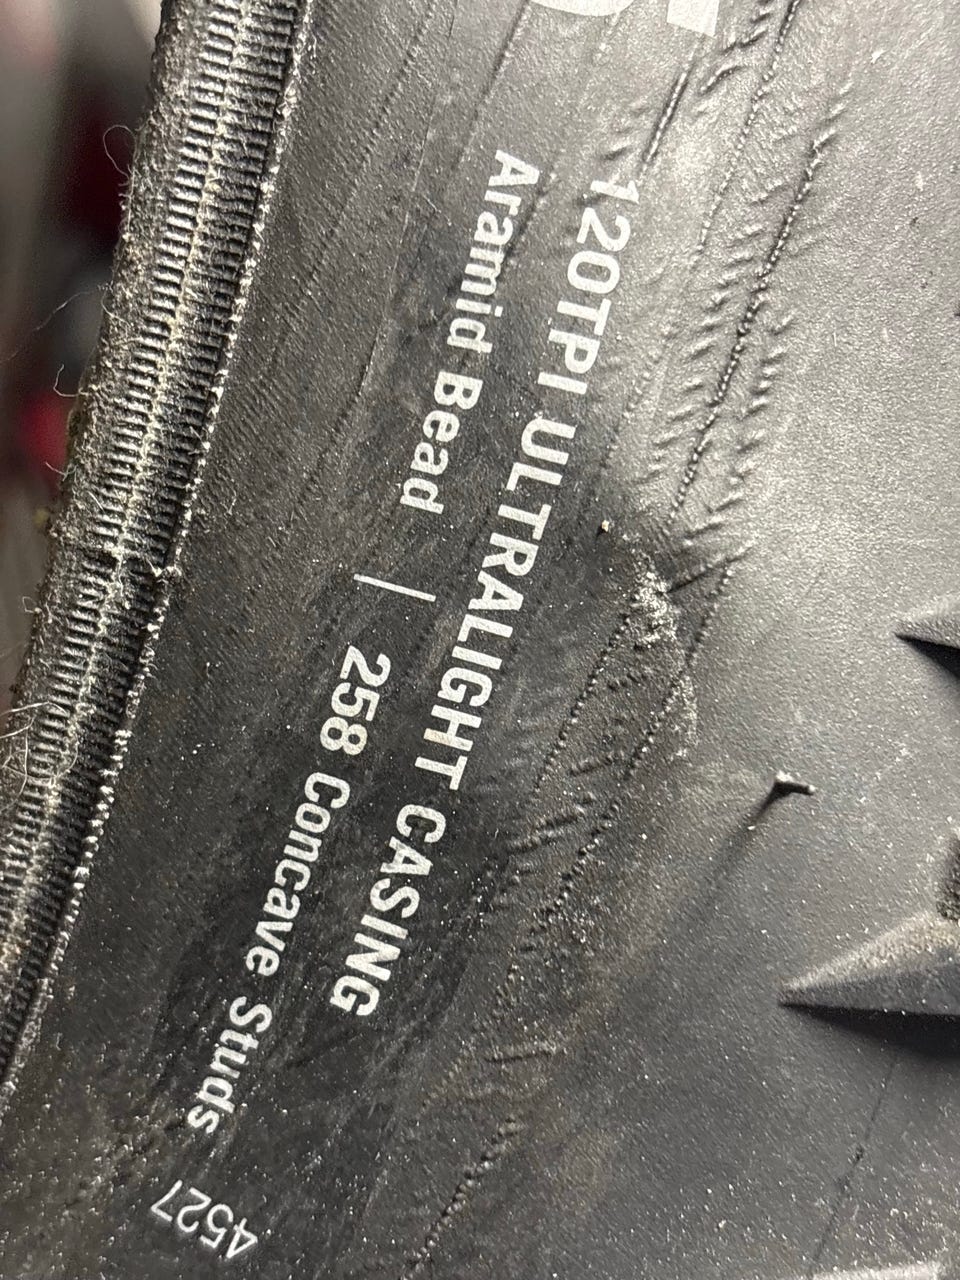 120TPI ULTRALIGHT CASING
Aramid Bead | 258 Concave Studs
4527